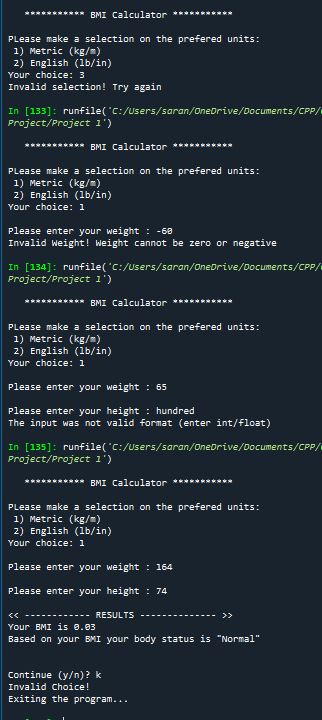 *********** BMI Calculator ***********
PLease make a selection on the prefered units:
1) Metric (kg/m)
2) English (lb/in)
Your choice: 3
Invalid selection! Try again
In [133]: runfile('C:/Users/saran/OneDrive/Documents/CPP/
Project/Project 1')
*********** BMI Calculator ***********
PLease make a selection on the prefered units:
1) Metric (kg/m)
2) English (lb/in)
Your choice: 1
Please enter your weight : -60
Invalid Weight! Weight cannot be zero or negative
In [134]: runfile('C:/Users/saran/OneDrive/Documents/CPP/
Project/Project 1')
*********** BMI Calculator ***********
PLease make a selection on the prefered units:
1) Metric (kg/m)
2) English (lb/in)
Your choice: 1
Please enter your weight : 65
Please enter your height : hundred
The input was not valid format (enter int/float)
In [135]: runfile('C:/Users/saran/OneDrive/Documents/CPP/
Project/Project 1')
*********** BMI Calculator ***********
PLease make a selection on the prefered units:
1) Metric (kg/m)
2) English (lb/in)
Your choice: 1
Please enter your weight : 164
Please enter your height : 74
<< ------------ RESULTS -------------- >>
Your BMI is 0.03
Based on your BMI your body status is "Normal"
Continue (y/n)? k
Invalid Choice!
Exiting the program...